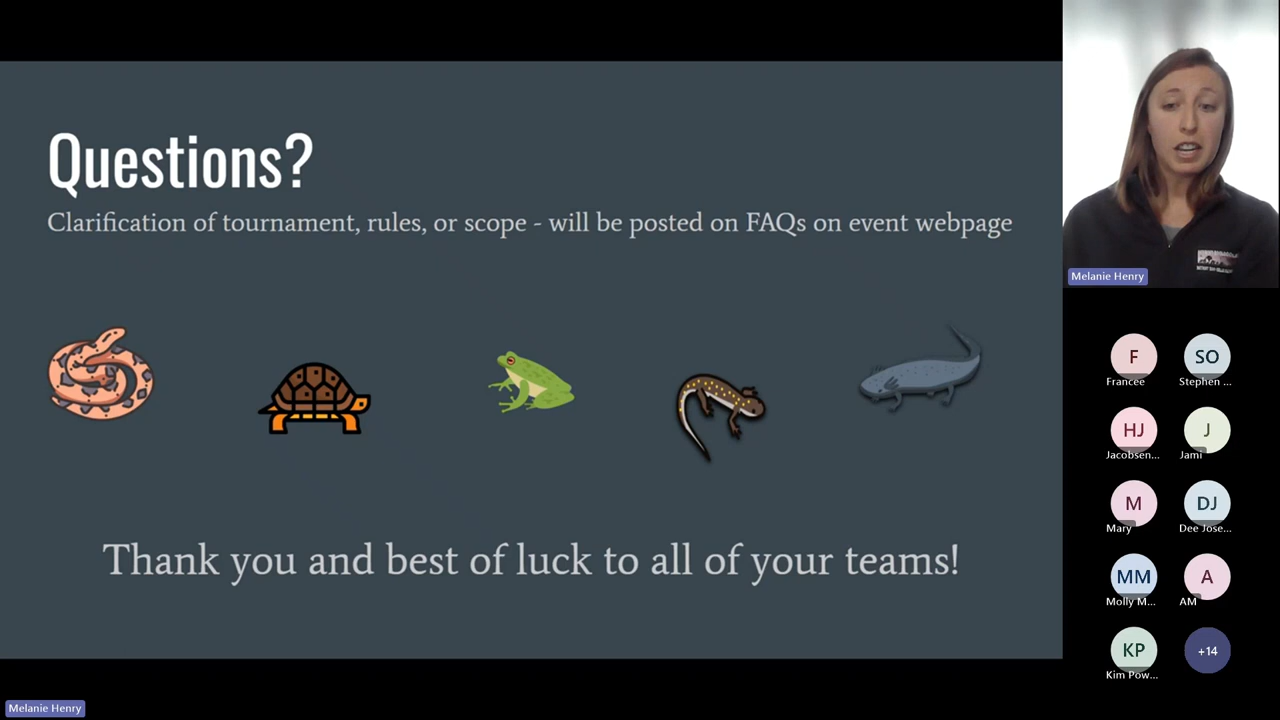 Questions?
Clarification of tournament, rules, or scope - will be posted on FAQs on event webpage
Thank you and best of luck to all of your teams!
Melanie Henry
Melanie Henry
F
Francee
SO
Stephen ...
HJ
Jacobsen...
J
Jami
M
Mary
DJ
Dee Jose...
MM
Molly M...
A
AM
KP
Kim Pow...
+14